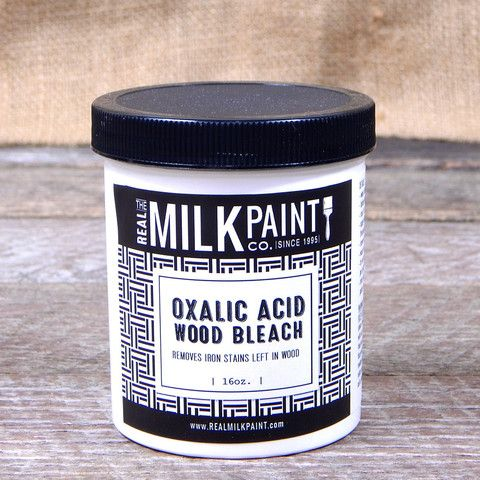 THE REAL MILK PAINT
CO. |SINCE 1995|
OXALIC ACID
WOOD BLEACH
REMOVES IRON STAINS LEFT IN WOOD
| 16oz. |
www.REALMILKPAINT.com